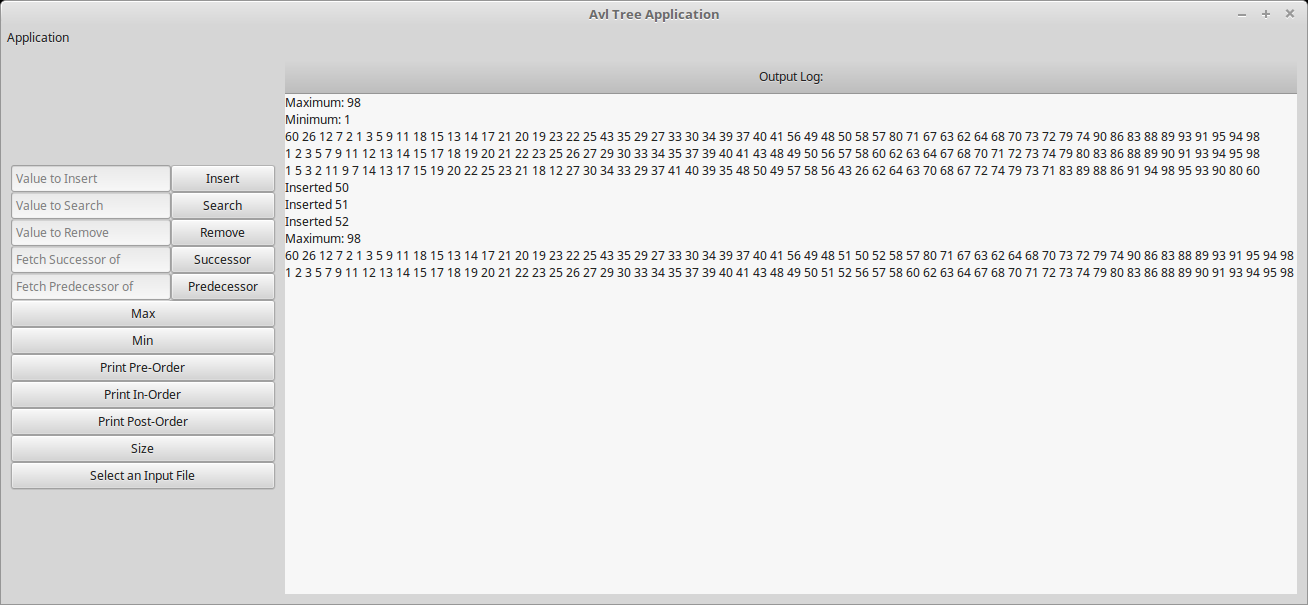 Avl Tree Application
Application
Output Log:
Maximum: 98
Minimum: 1
60 26 12 7 2 1 3 5 9 11 18 15 13 14 17 21 20 19 23 22 25 43 35 29 27 33 30 34 39 37 40 41 56 49 48 50 58 57 80 71 67 63 62 64 68 70 73 72 79 74 90 86 83 88 89 93 91 95 94 98
1 2 3 5 7 9 11 12 13 14 15 17 18 19 20 21 22 23 25 26 27 29 30 33 34 35 37 39 40 41 43 48 49 50 56 57 58 60 62 63 64 67 68 70 71 72 73 74 79 80 83 86 88 89 90 91 93 94 95 98
1 5 3 2 11 9 7 14 13 17 15 19 20 22 25 23 21 18 12 27 30 34 33 29 37 41 40 39 35 48 50 49 57 58 56 43 26 62 64 63 70 68 67 72 74 79 73 71 83 89 88 86 91 94 98 95 93 90 80 60
Inserted 50
Inserted 51
Inserted 52
Maximum: 98
60 26 12 7 2 1 3 5 9 11 18 15 13 14 17 21 20 19 23 22 25 43 35 29 27 33 30 34 39 37 40 41 56 49 48 51 50 52 58 57 80 71 67 63 62 64 68 70 73 72 79 74 90 86 83 88 89 93 91 95 94 98
1 2 3 5 7 9 11 12 13 14 15 17 18 19 20 21 22 23 25 26 27 29 30 33 34 35 37 39 40 41 43 48 49 50 51 52 56 57 58 60 62 63 64 67 68 70 71 72 73 74 79 80 83 86 88 89 90 91 93 94 95 98
Value to Insert Insert
Value to Search Search
Value to Remove Remove
Fetch Successor of Successor
Fetch Predecessor of Predecessor
Max
Min
Print Pre-Order
Print In-Order
Print Post-Order
Size
Select an Input File